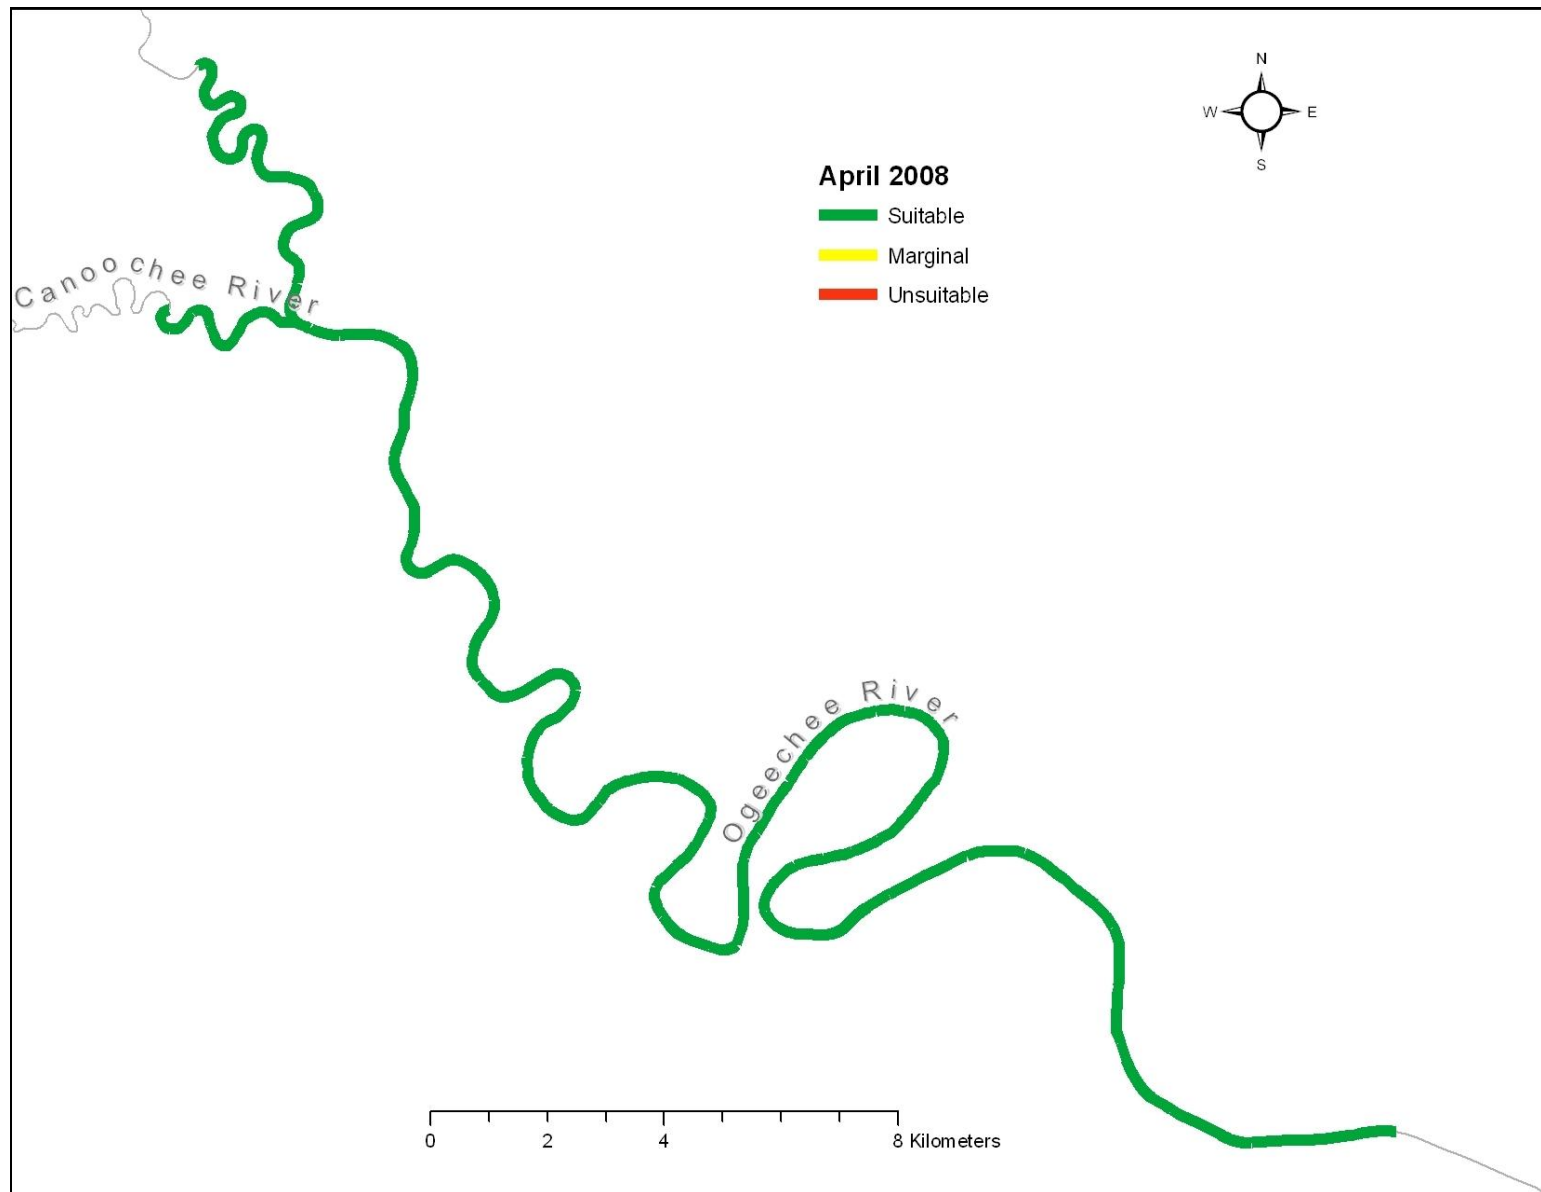 N
W E
S
April 2008
Suitable
Marginal
Unsuitable
Canoochee River
Ogeechee River
0 2 4 8 Kilometers